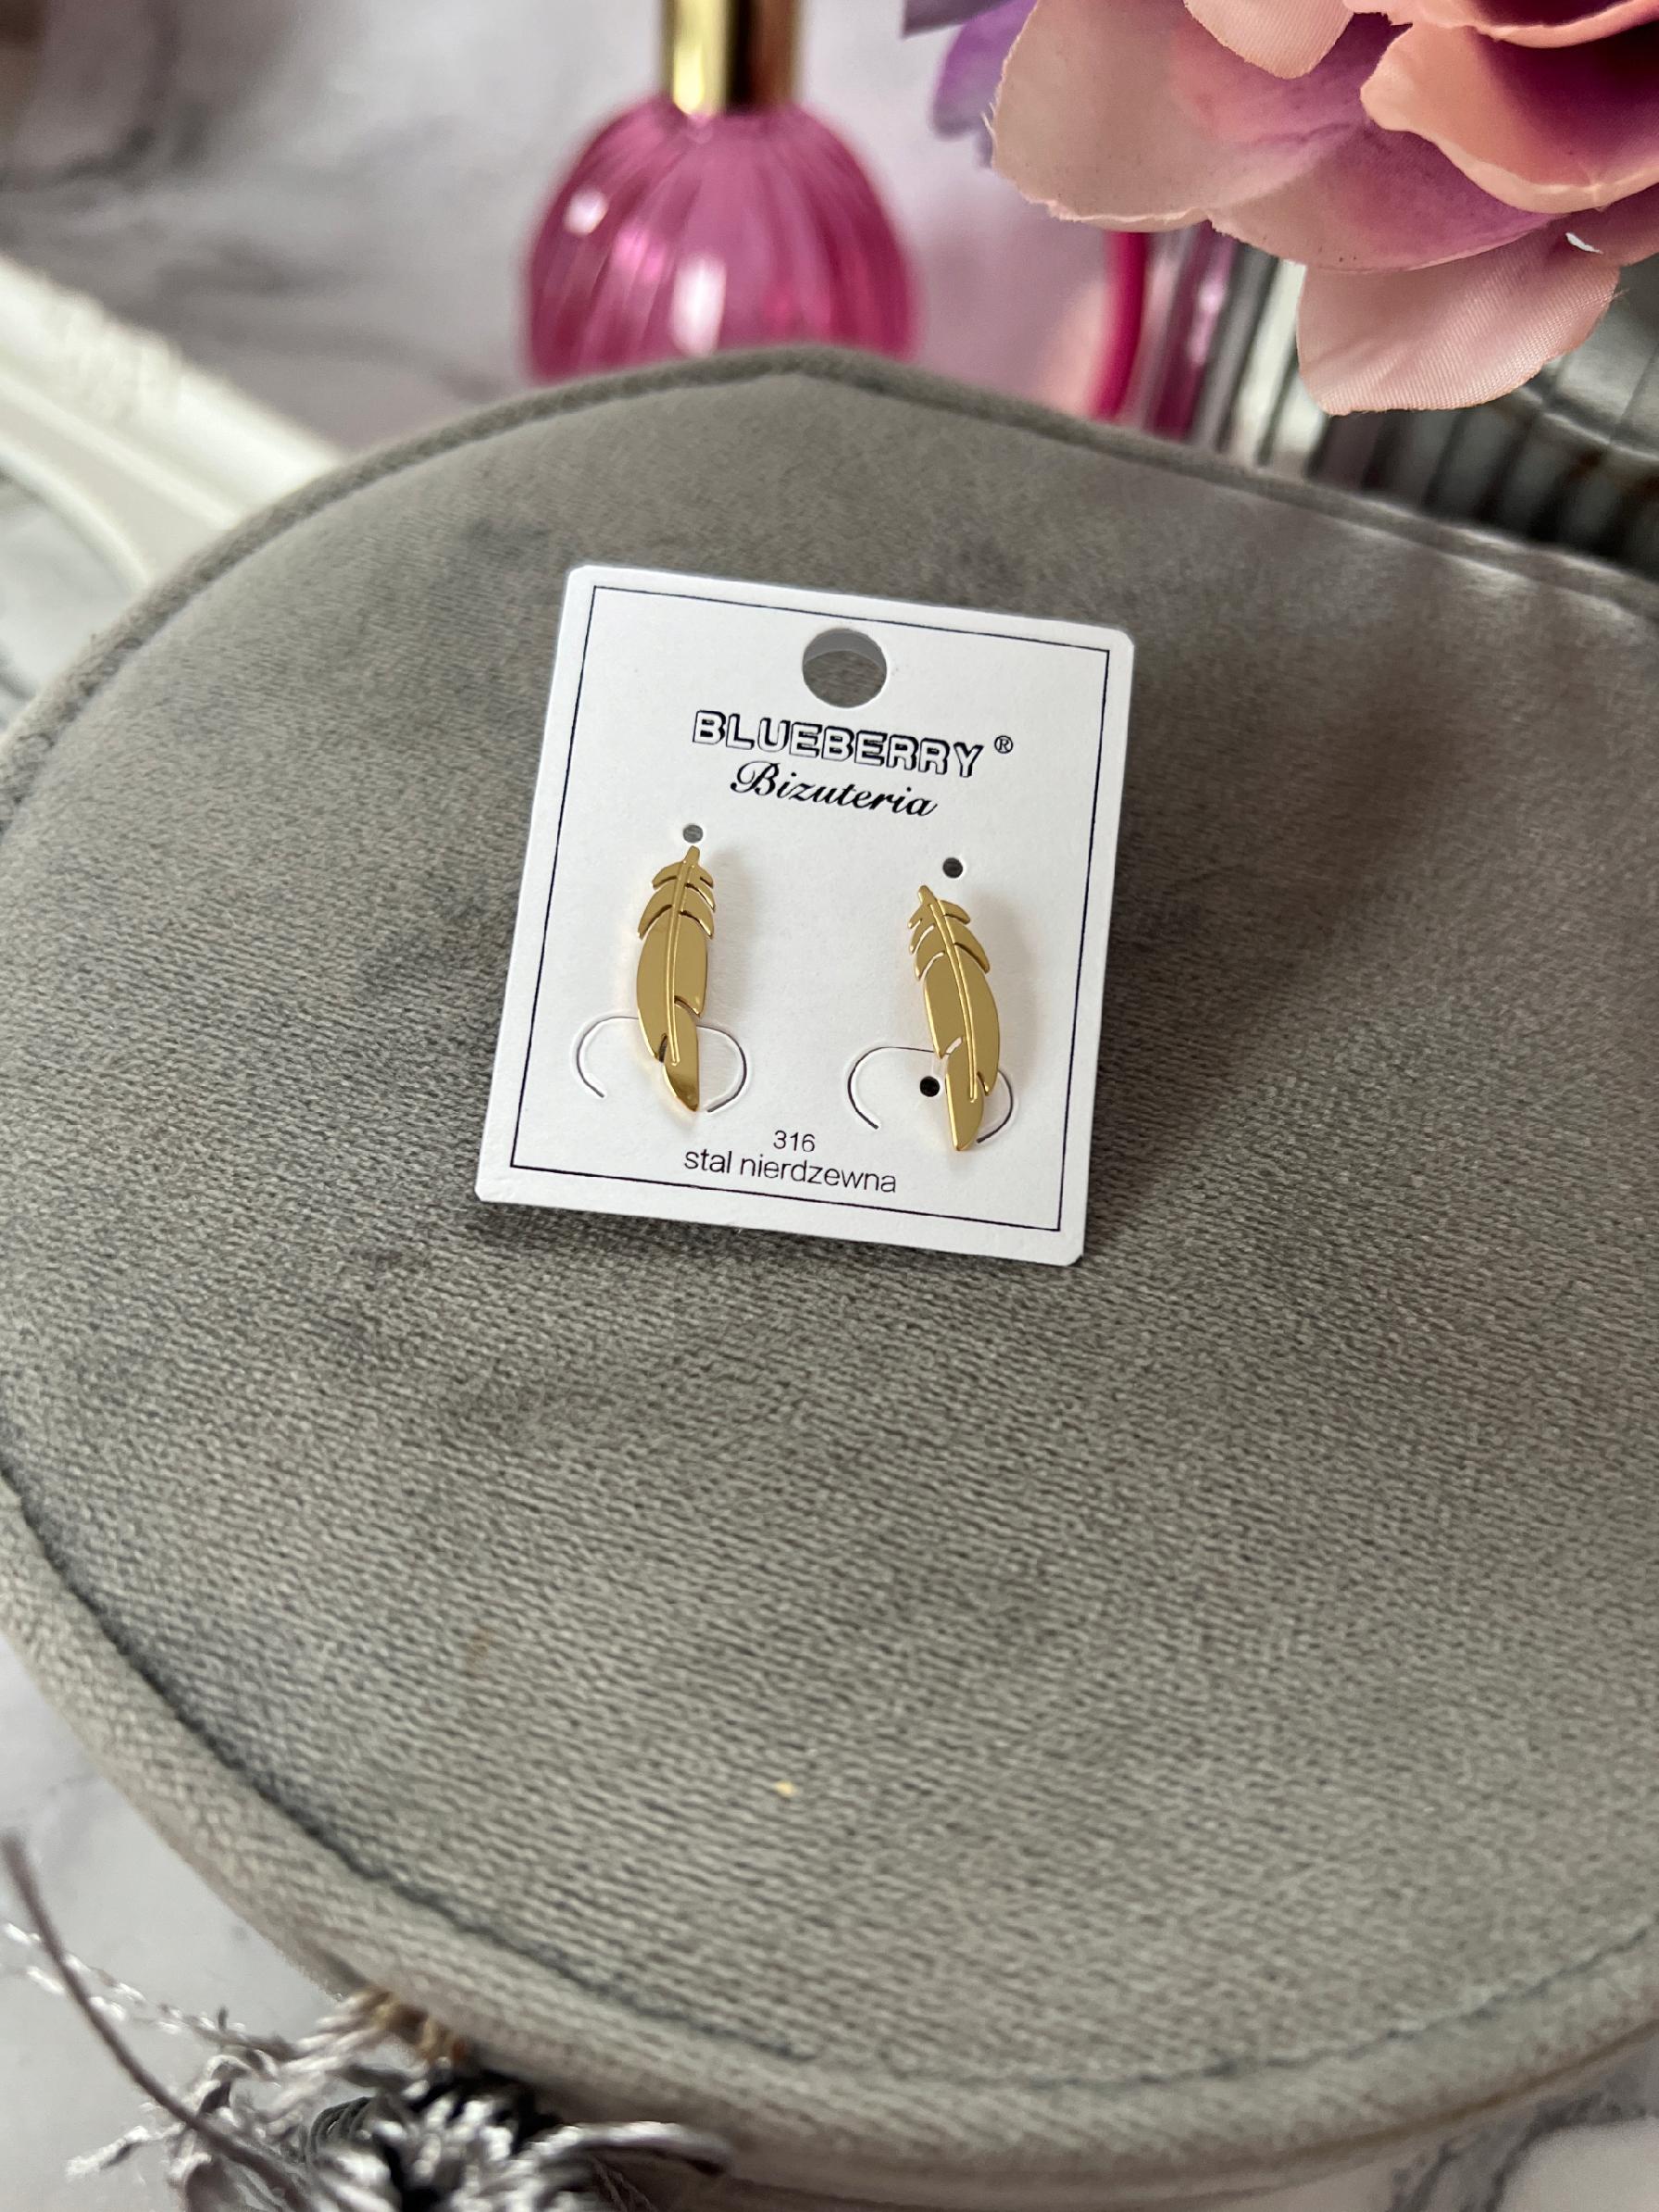 BLUEBERRY ®
Bizuteria
316
stal nierdzewna